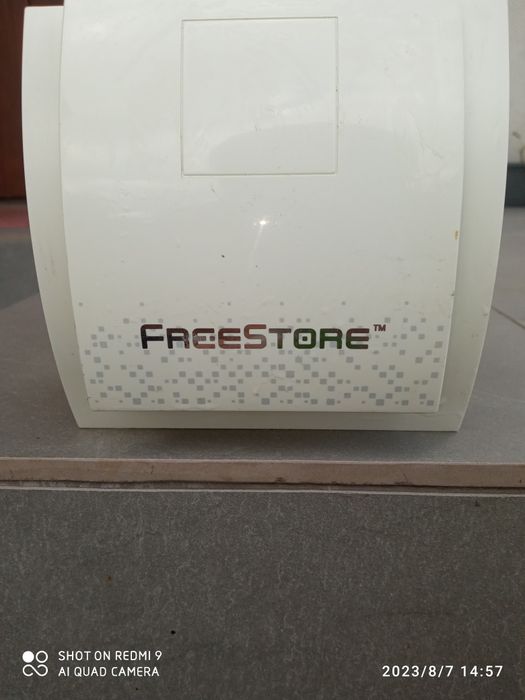 FREESTORE™
SHOT ON REDMI 9
AI QUAD CAMERA
2023/8/7 14:57